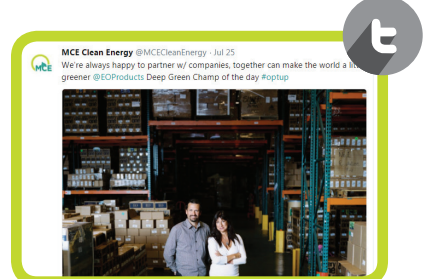 MCE Clean Energy @MCECleanEnergy · Jul 25
We're always happy to partner w/ companies, together can make the world a
greener @EOProducts Deep Green Champ of the day #optup
MCE